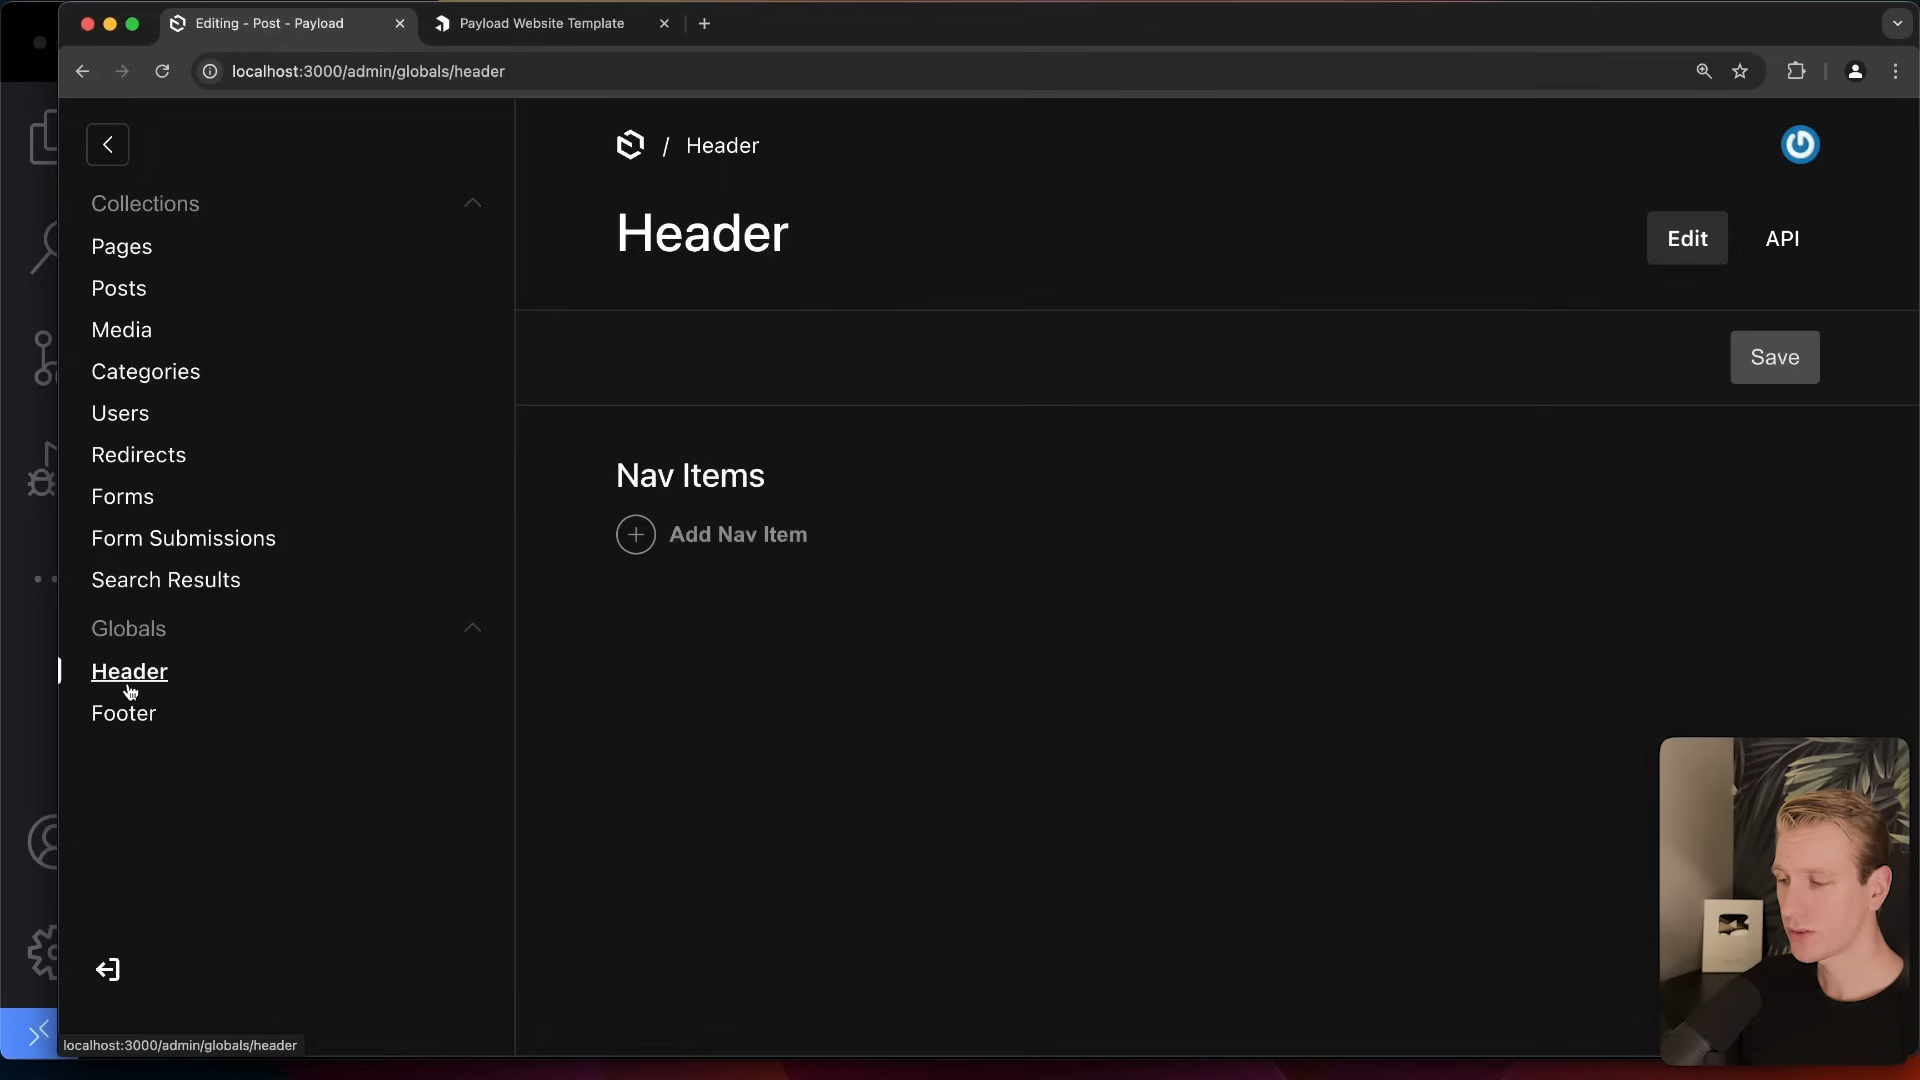 Editing - Post - Payload
Payload Website Template
localhost:3000/admin/globals/header
/ Header
Collections
Pages
Posts
Media
Categories
Users
Redirects
Forms
Form Submissions
Search Results
Globals
Header
Footer
Header
Edit
API
Save
Nav Items
Add Nav Item
localhost:3000/admin/globals/header